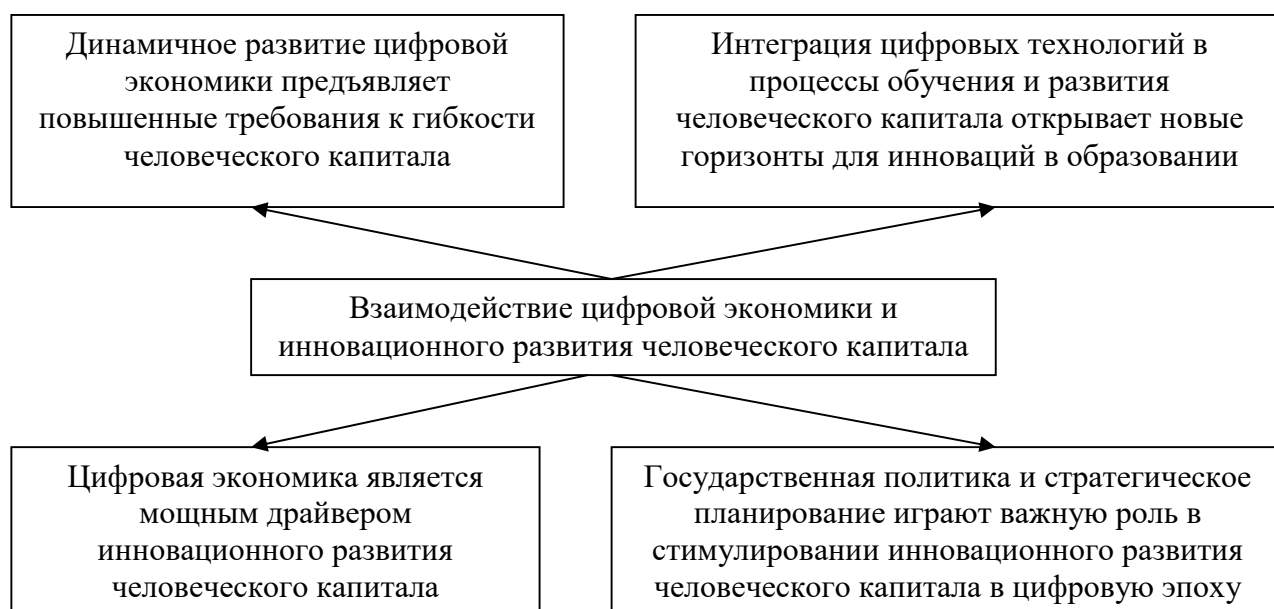 Динамичное развитие цифровой
экономики предъявляет
повышенные требования к гибкости
человеческого капитала
Интеграция цифровых технологий в
процессы обучения и развития
человеческого капитала открывает новые
горизонты для инноваций в образовании
Взаимодействие цифровой экономики и
инновационного развития человеческого капитала
Цифровая экономика является
мощным драйвером
инновационного развития
человеческого капитала
Государственная политика и стратегическое
планирование играют важную роль в
стимулировании инновационного развития
человеческого капитала в цифровую эпоху